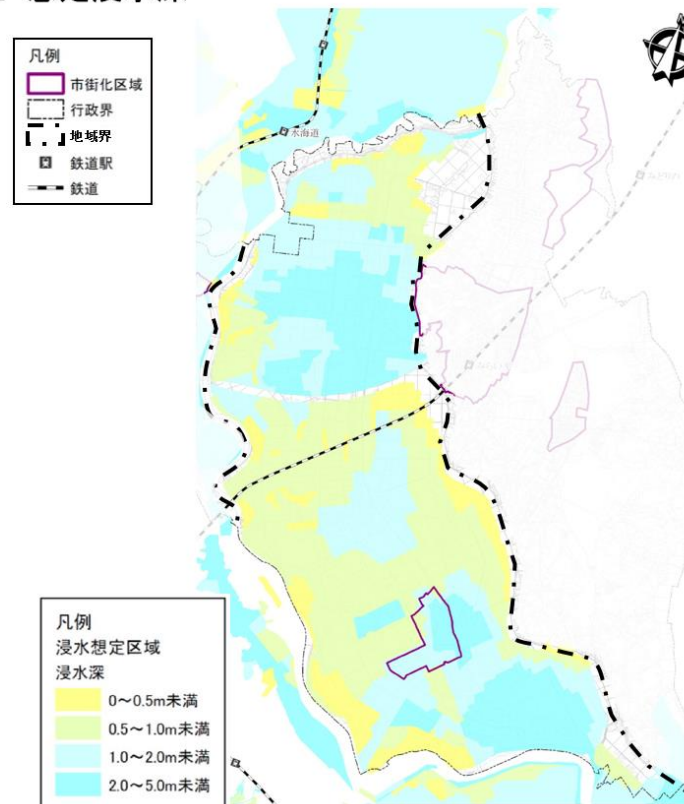 凡例
市街化区域
行政界
地域界
鉄道駅
鉄道
水海道
凡例
浸水想定区域
浸水深
0～0.5m未満
0.5～1.0m未満
1.0～2.0m未満
2.0～5.0m未満